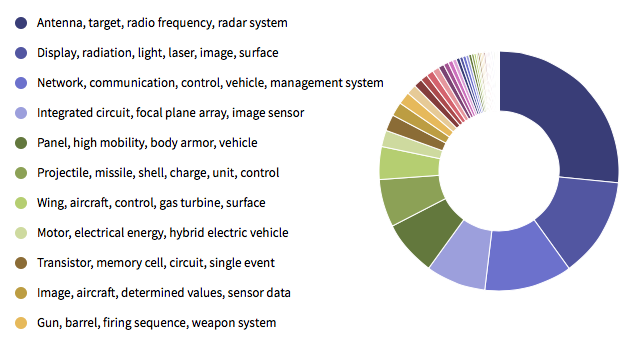 Antenna, target, radio frequency, radar system
Display, radiation, light, laser, image, surface
Network, communication, control, vehicle, management system
Integrated circuit, focal plane array, image sensor
Panel, high mobility, body armor, vehicle
Projectile, missile, shell, charge, unit, control
Wing, aircraft, control, gas turbine, surface
Motor, electrical energy, hybrid electric vehicle
Transistor, memory cell, circuit, single event
Image, aircraft, determined values, sensor data
Gun, barrel, firing sequence, weapon system